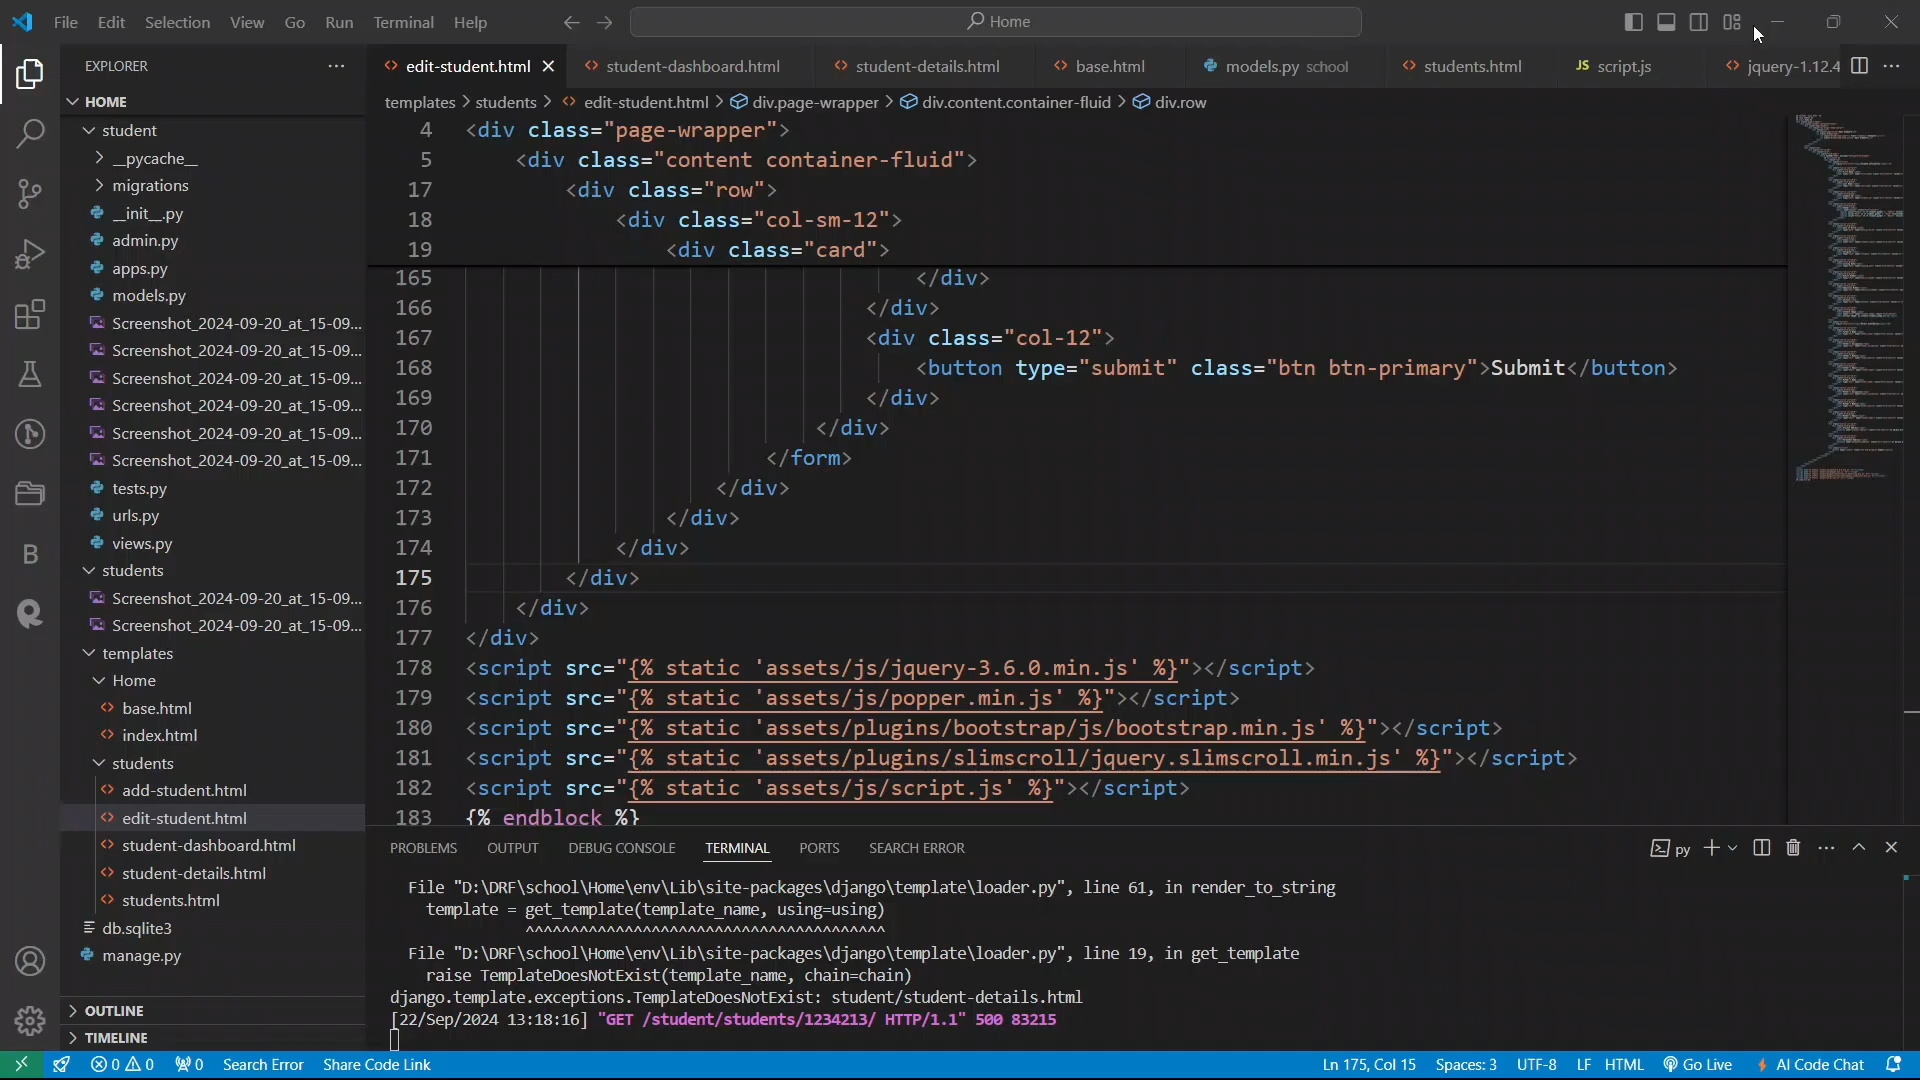 File Edit Selection View Go Run Terminal Help
Home
EXPLORER
HOME
student
__pycache__
migrations
__init__.py
admin.py
apps.py
models.py
Screenshot_2024-09-20_at_15-09...
Screenshot_2024-09-20_at_15-09...
Screenshot_2024-09-20_at_15-09...
Screenshot_2024-09-20_at_15-09...
Screenshot_2024-09-20_at_15-09...
Screenshot_2024-09-20_at_15-09...
tests.py
urls.py
views.py
students
Screenshot_2024-09-20_at_15-09...
Screenshot_2024-09-20_at_15-09...
templates
Home
base.html
index.html
students
add-student.html
edit-student.html
student-dashboard.html
student-details.html
students.html
db.sqlite3
manage.py
OUTLINE
TIMELINE
edit-student.html student-dashboard.html student-details.html base.html models.py school students.html JS script.js jquery-1.12.4
templates > students > edit-student.html > div.page-wrapper > div.content.container-fluid > div.row
4 <div class="page-wrapper">
5 <div class="content container-fluid">
17 <div class="row">
18 <div class="col-sm-12">
19 <div class="card">
165 </div>
166 </div>
167 <div class="col-12">
168 <button type="submit" class="btn btn-primary">Submit</button>
169 </div>
170 </div>
171 </form>
172 </div>
173 </div>
174 </div>
175 </div>
176 </div>
177 </div>
178 <script src="{% static 'assets/js/jquery-3.6.0.min.js' %}"></script>
179 <script src="{% static 'assets/js/popper.min.js' %}"></script>
180 <script src="{% static 'assets/plugins/bootstrap/js/bootstrap.min.js' %}"></script>
181 <script src="{% static 'assets/plugins/slimscroll/jquery.slimscroll.min.js' %}"></script>
182 <script src="{% static 'assets/js/script.js' %}"></script>
183 {% endblock %}
PROBLEMS OUTPUT DEBUG CONSOLE TERMINAL PORTS SEARCH ERROR
py
File "D:\DRF\school\Home\env\Lib\site-packages\django\template\loader.py", line 61, in render_to_string
template = get_template(template_name, using=using)
^^^^^^^^^^^^^^^^^^^^^^^^^^^^^^^^^^^^^^^^
File "D:\DRF\school\Home\env\Lib\site-packages\django\template\loader.py", line 19, in get_template
raise TemplateDoesNotExist(template_name, chain=chain)
django.template.exceptions.TemplateDoesNotExist: student/student-details.html
[22/Sep/2024 13:18:16] "GET /student/students/1234213/ HTTP/1.1" 500 83215
0 0 0 Search Error Share Code Link
Ln 175, Col 15 Spaces: 3 UTF-8 LF HTML Go Live AI Code Chat